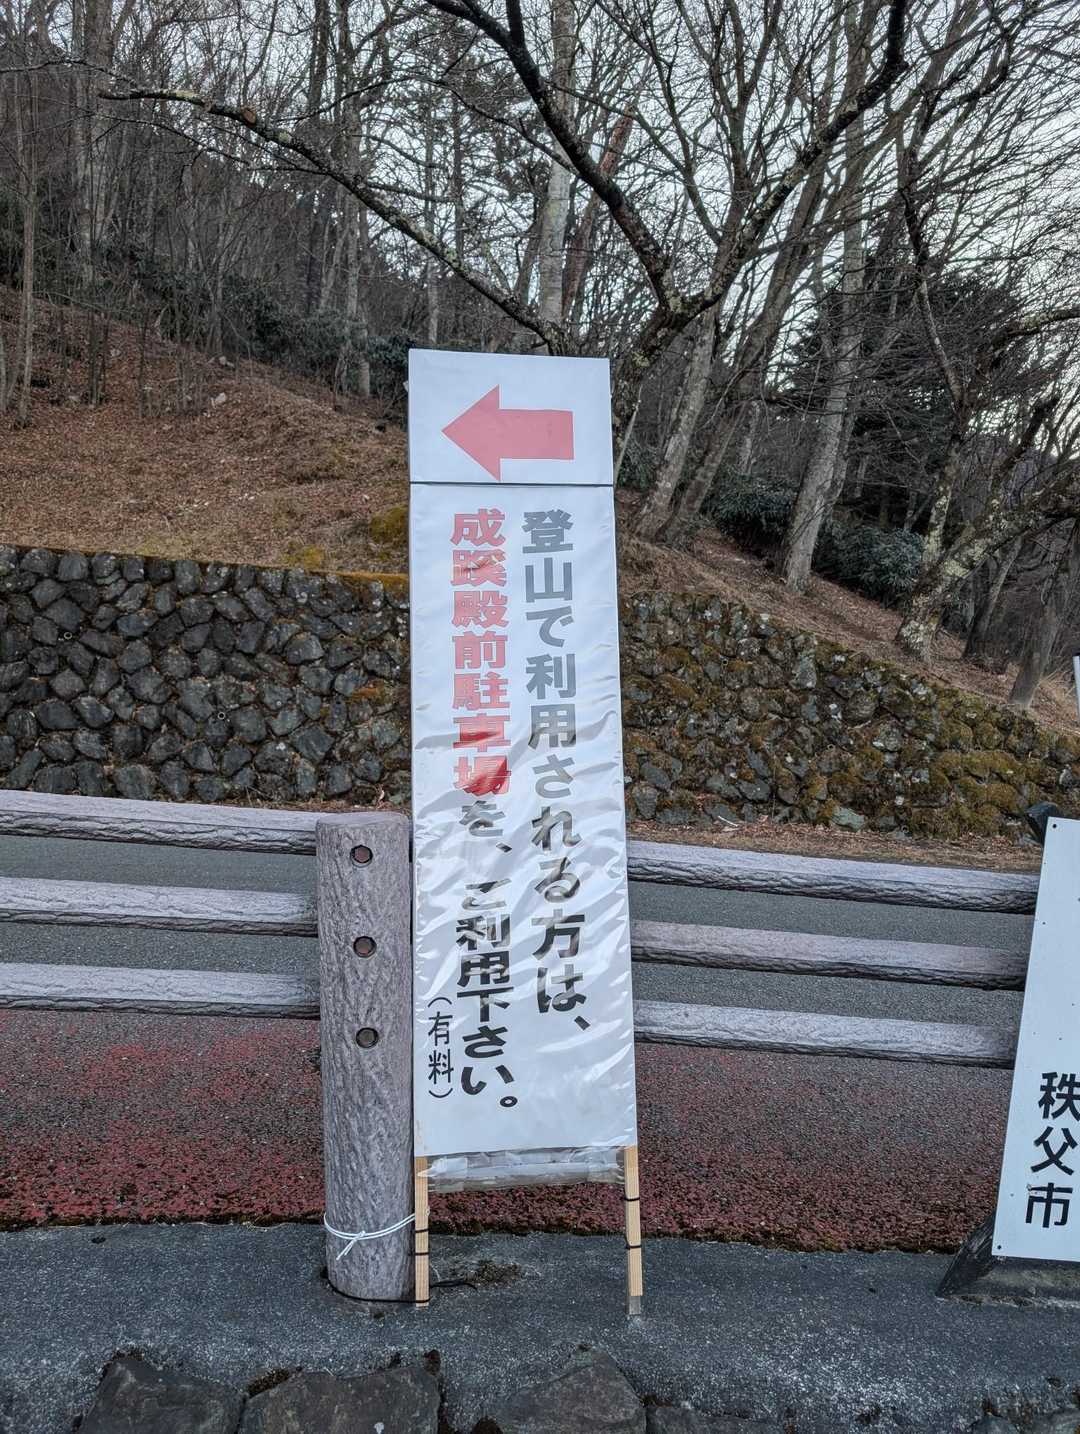 登山で利用される方は、
成蹊殿前駐車場を、ご利用下さい。
（有料）
秩父市